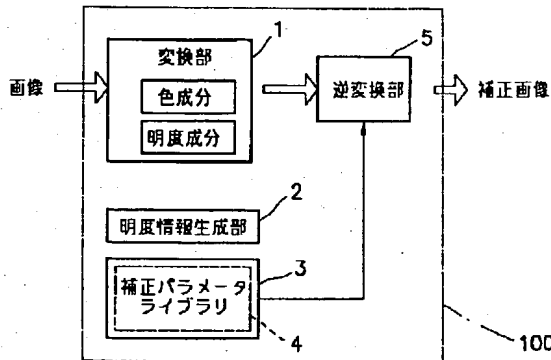 1
変換部
色成分
明度成分
画像
5
逆変換部
補正画像
2
明度情報生成部
3
補正パラメータ
ライブラリ
4
100